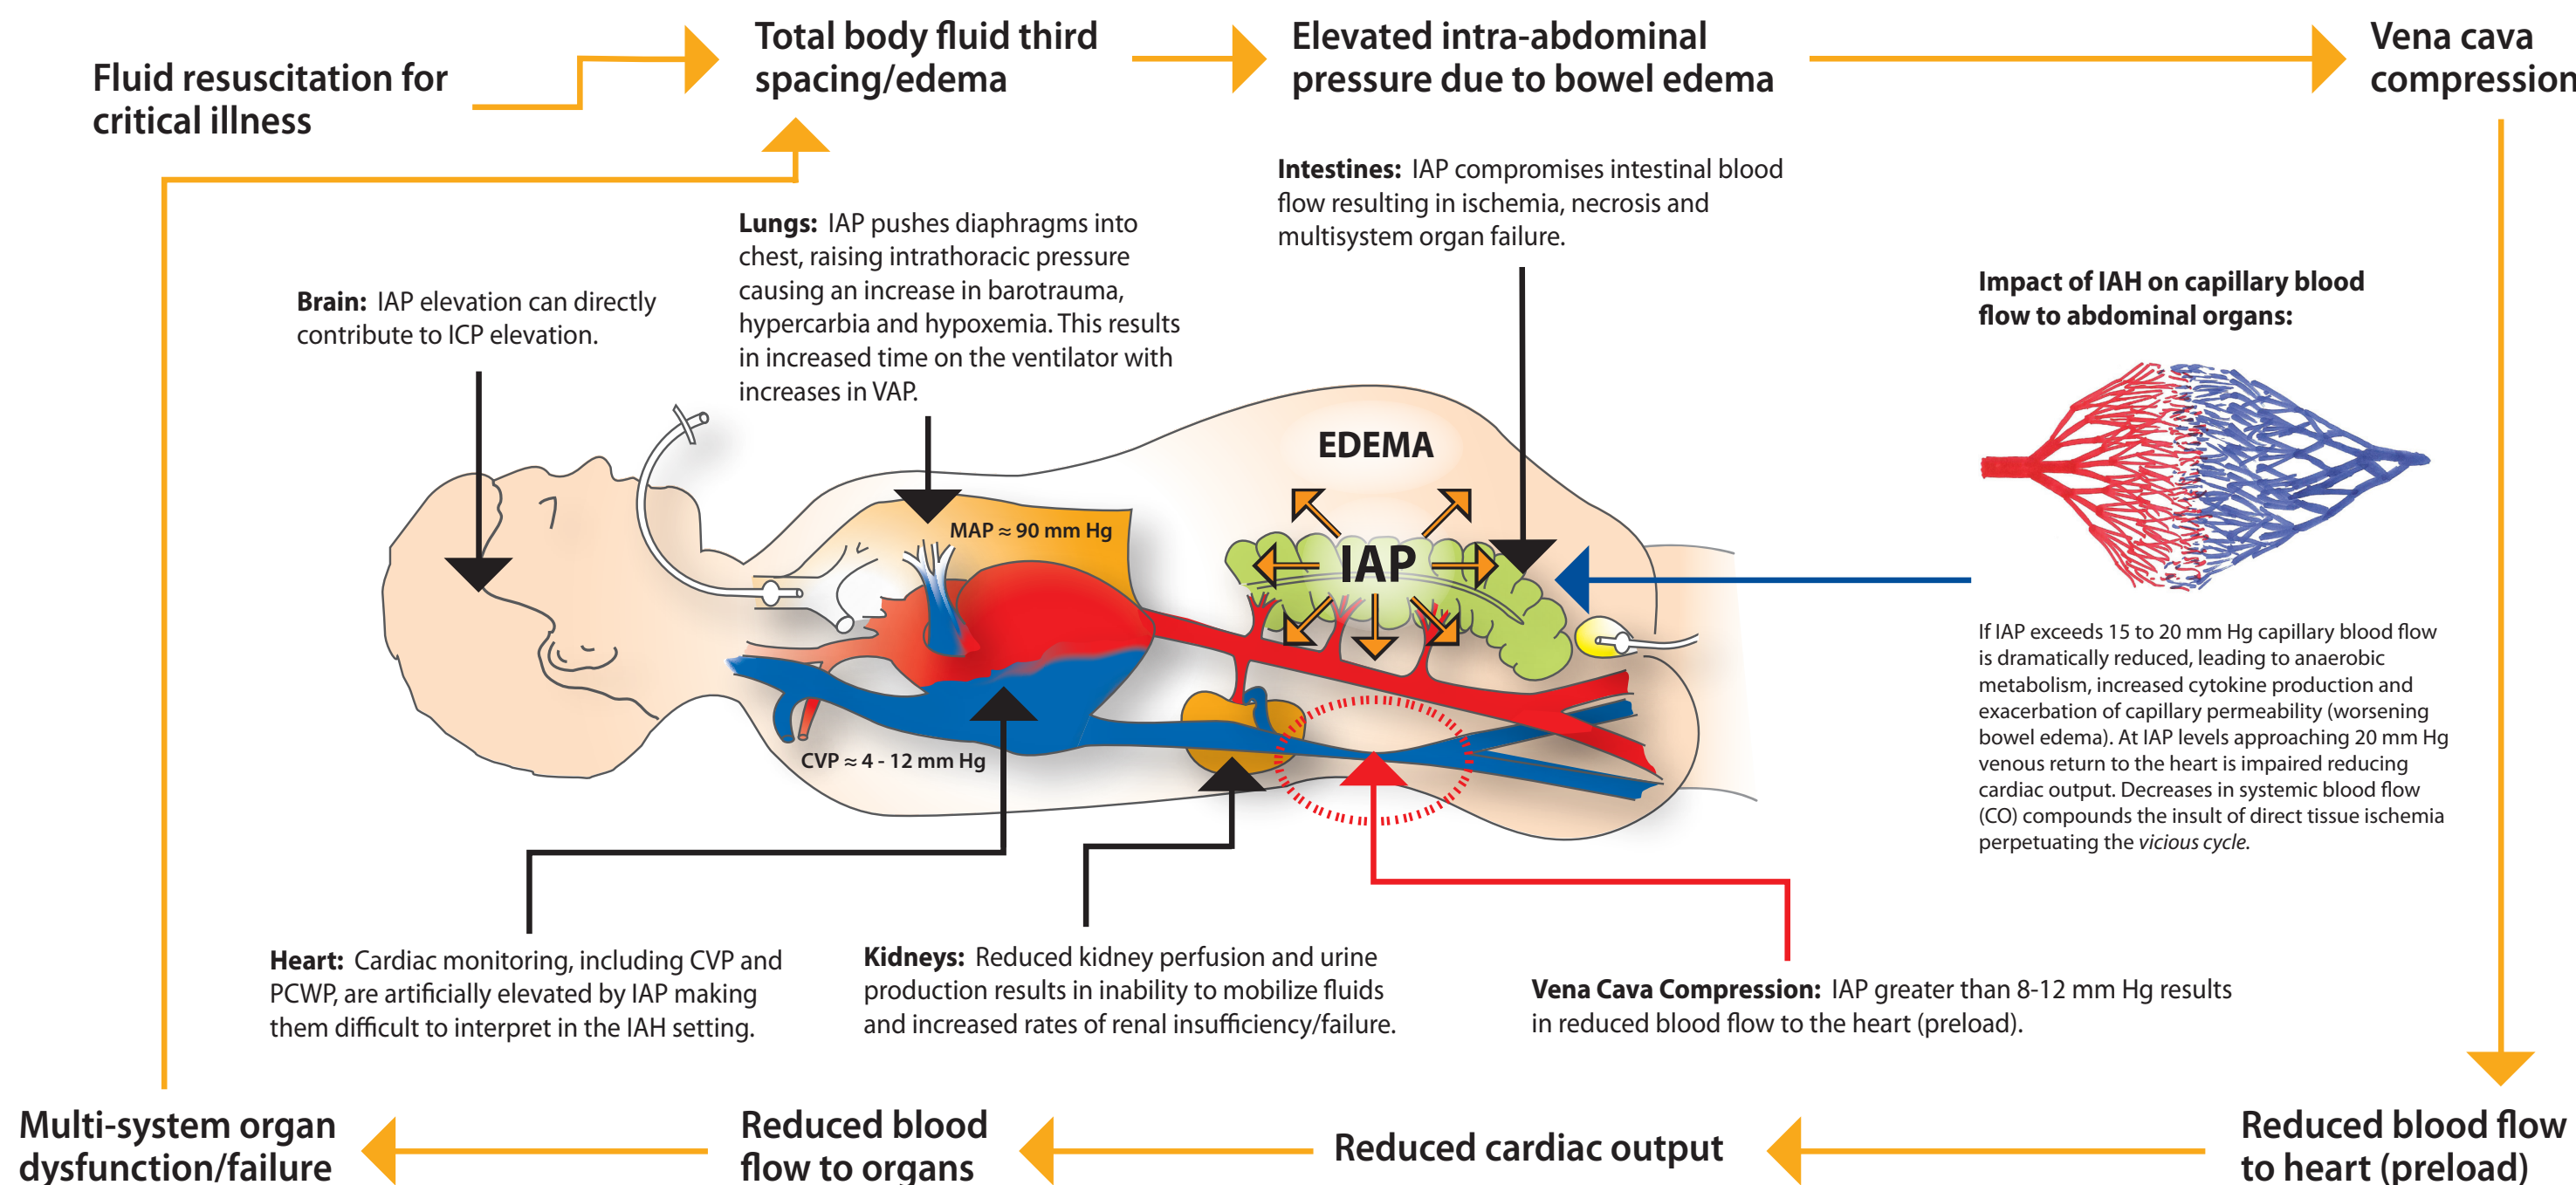 Fluid resuscitation for
critical illness
Total body fluid third
spacing/edema
Elevated intra-abdominal
pressure due to bowel edema
Vena cava
compression
Brain: IAP elevation can directly
contribute to ICP elevation.
Lungs: IAP pushes diaphragms into
chest, raising intrathoracic pressure
causing an increase in barotrauma,
hypercarbia and hypoxemia. This results
in increased time on the ventilator with
increases in VAP.
Intestines: IAP compromises intestinal blood
flow resulting in ischemia, necrosis and
multisystem organ failure.
Impact of IAH on capillary blood
flow to abdominal organs:
EDEMA
MAP ≈ 90 mm Hg
IAP
CVP ≈ 4 - 12 mm Hg
If IAP exceeds 15 to 20 mm Hg capillary blood flow
is dramatically reduced, leading to anaerobic
metabolism, increased cytokine production and
exacerbation of capillary permeability (worsening
bowel edema). At IAP levels approaching 20 mm Hg
venous return to the heart is impaired reducing
cardiac output. Decreases in systemic blood flow
(CO) compounds the insult of direct tissue ischemia
perpetuating the vicious cycle.
Heart: Cardiac monitoring, including CVP and
PCWP, are artificially elevated by IAP making
them difficult to interpret in the IAH setting.
Kidneys: Reduced kidney perfusion and urine
production results in inability to mobilize fluids
and increased rates of renal insufficiency/failure.
Vena Cava Compression: IAP greater than 8-12 mm Hg results
in reduced blood flow to the heart (preload).
Multi-system organ
dysfunction/failure
Reduced blood
flow to organs
Reduced cardiac output
Reduced blood flow
to heart (preload)